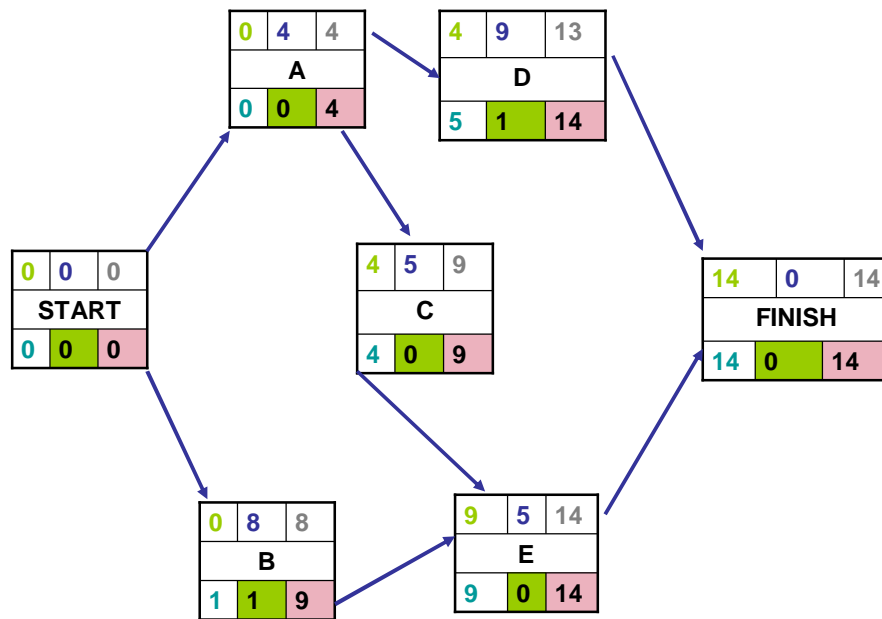 0 4 4
A
0 0 4
4 9 13
D
5 1 14
0 0 0
START
0 0 0
4 5 9
C
4 0 9
14 0 14
FINISH
14 0 14
0 8 8
B
1 1 9
9 5 14
E
9 0 14